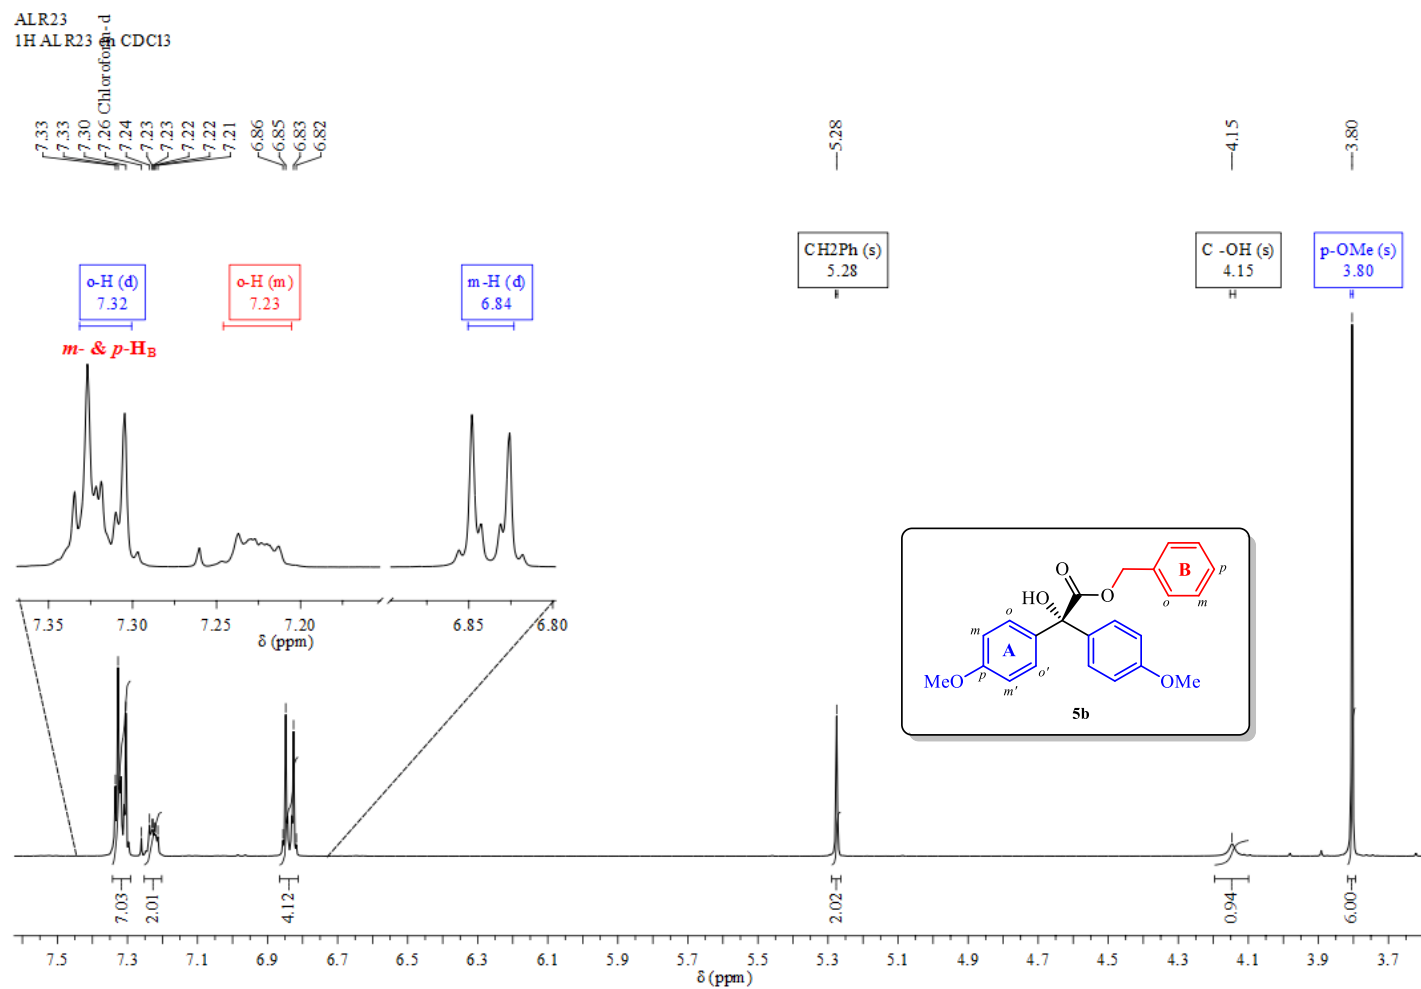 ALR23
1H ALR23 en CDCl3
7.33
7.33
7.30
7.26 Chloroform-d
7.24
7.23
7.23
7.22
7.22
7.21
6.86
6.85
6.83
6.82
5.28
4.15
3.80
o-H (d)
7.32
o-H (m)
7.23
m-H (d)
6.84
CH2Ph (s)
5.28
C -OH (s)
4.15
p-OMe (s)
3.80
m- & p-HB
7.35 7.30 7.25 7.20 6.85 6.80
δ (ppm)
O
HO
O
B
o
m
p
o
m
A
o'
m'
p
MeO
OMe
5b
7.03
2.01
4.12
2.02
0.94
6.00
7.5 7.3 7.1 6.9 6.7 6.5 6.3 6.1 5.9 5.7 5.5 5.3 5.1 4.9 4.7 4.5 4.3 4.1 3.9 3.7
δ (ppm)